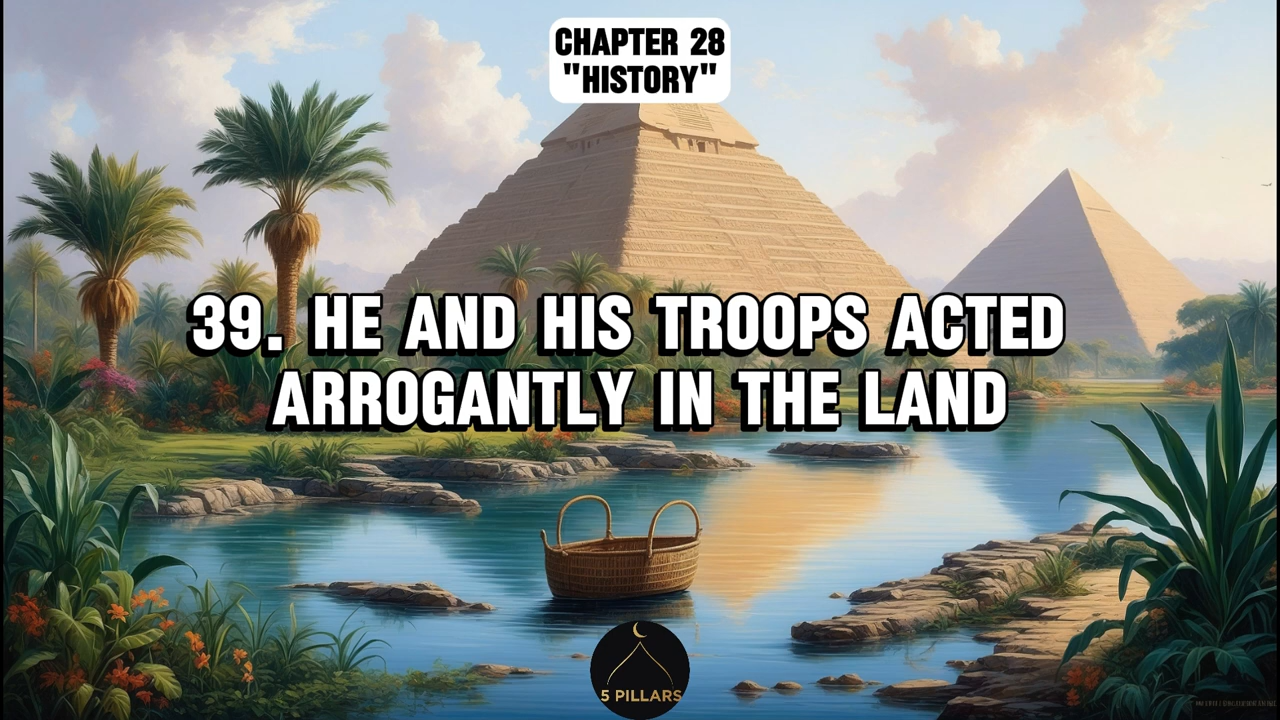 CHAPTER 28
"HISTORY"
39. HE AND HIS TROOPS ACTED
ARROGANTLY IN THE LAND
5 PILLARS